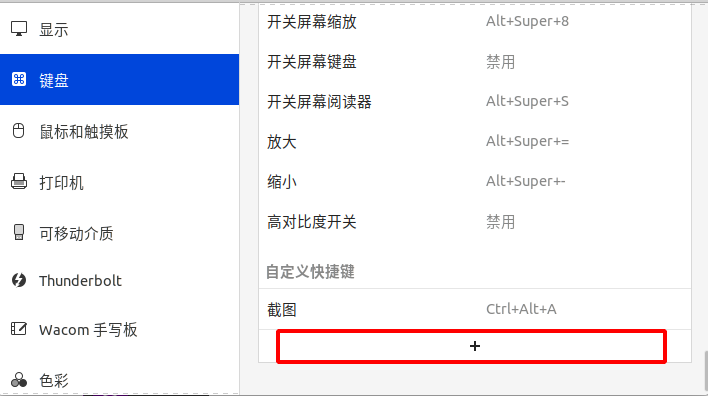 显示
键盘
鼠标和触摸板
打印机
可移动介质
Thunderbolt
Wacom 手写板
色彩
开关屏幕缩放 Alt+Super+8
开关屏幕键盘 禁用
开关屏幕阅读器 Alt+Super+S
放大 Alt+Super+=
缩小 Alt+Super+-
高对比度开关 禁用
自定义快捷键
截图 Ctrl+Alt+A
+